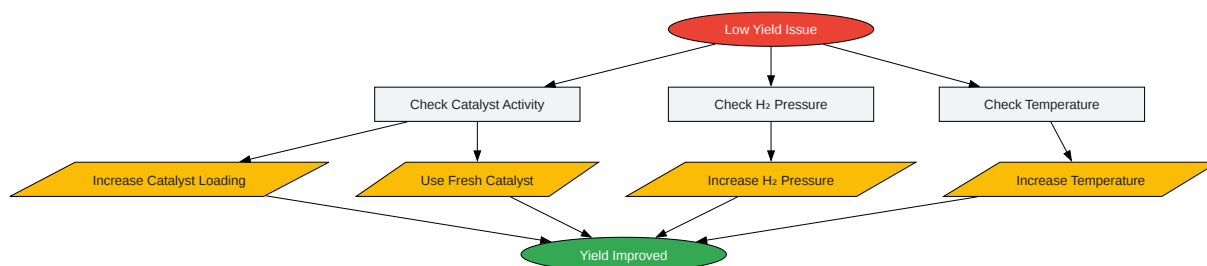 Low Yield Issue
Check Catalyst Activity
Check H₂ Pressure
Check Temperature
Increase Catalyst Loading
Use Fresh Catalyst
Increase H₂ Pressure
Increase Temperature
Yield Improved